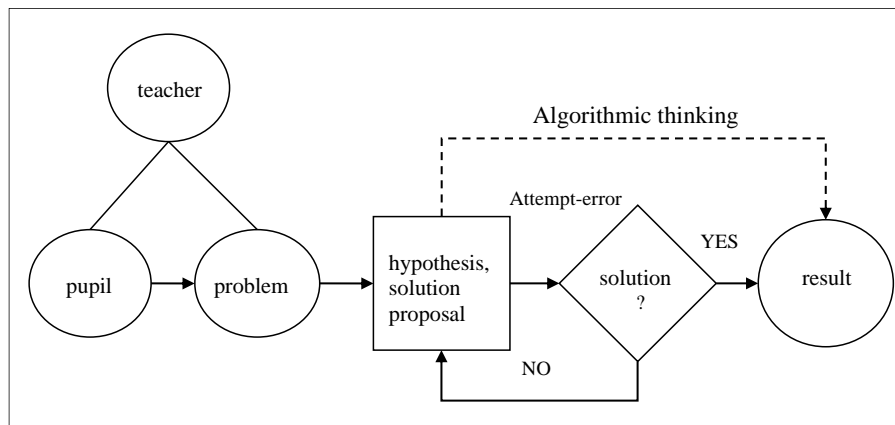 teacher
Algorithmic thinking
Attempt-error
YES
pupil
problem
hypothesis,
solution
proposal
solution
?
result
NO